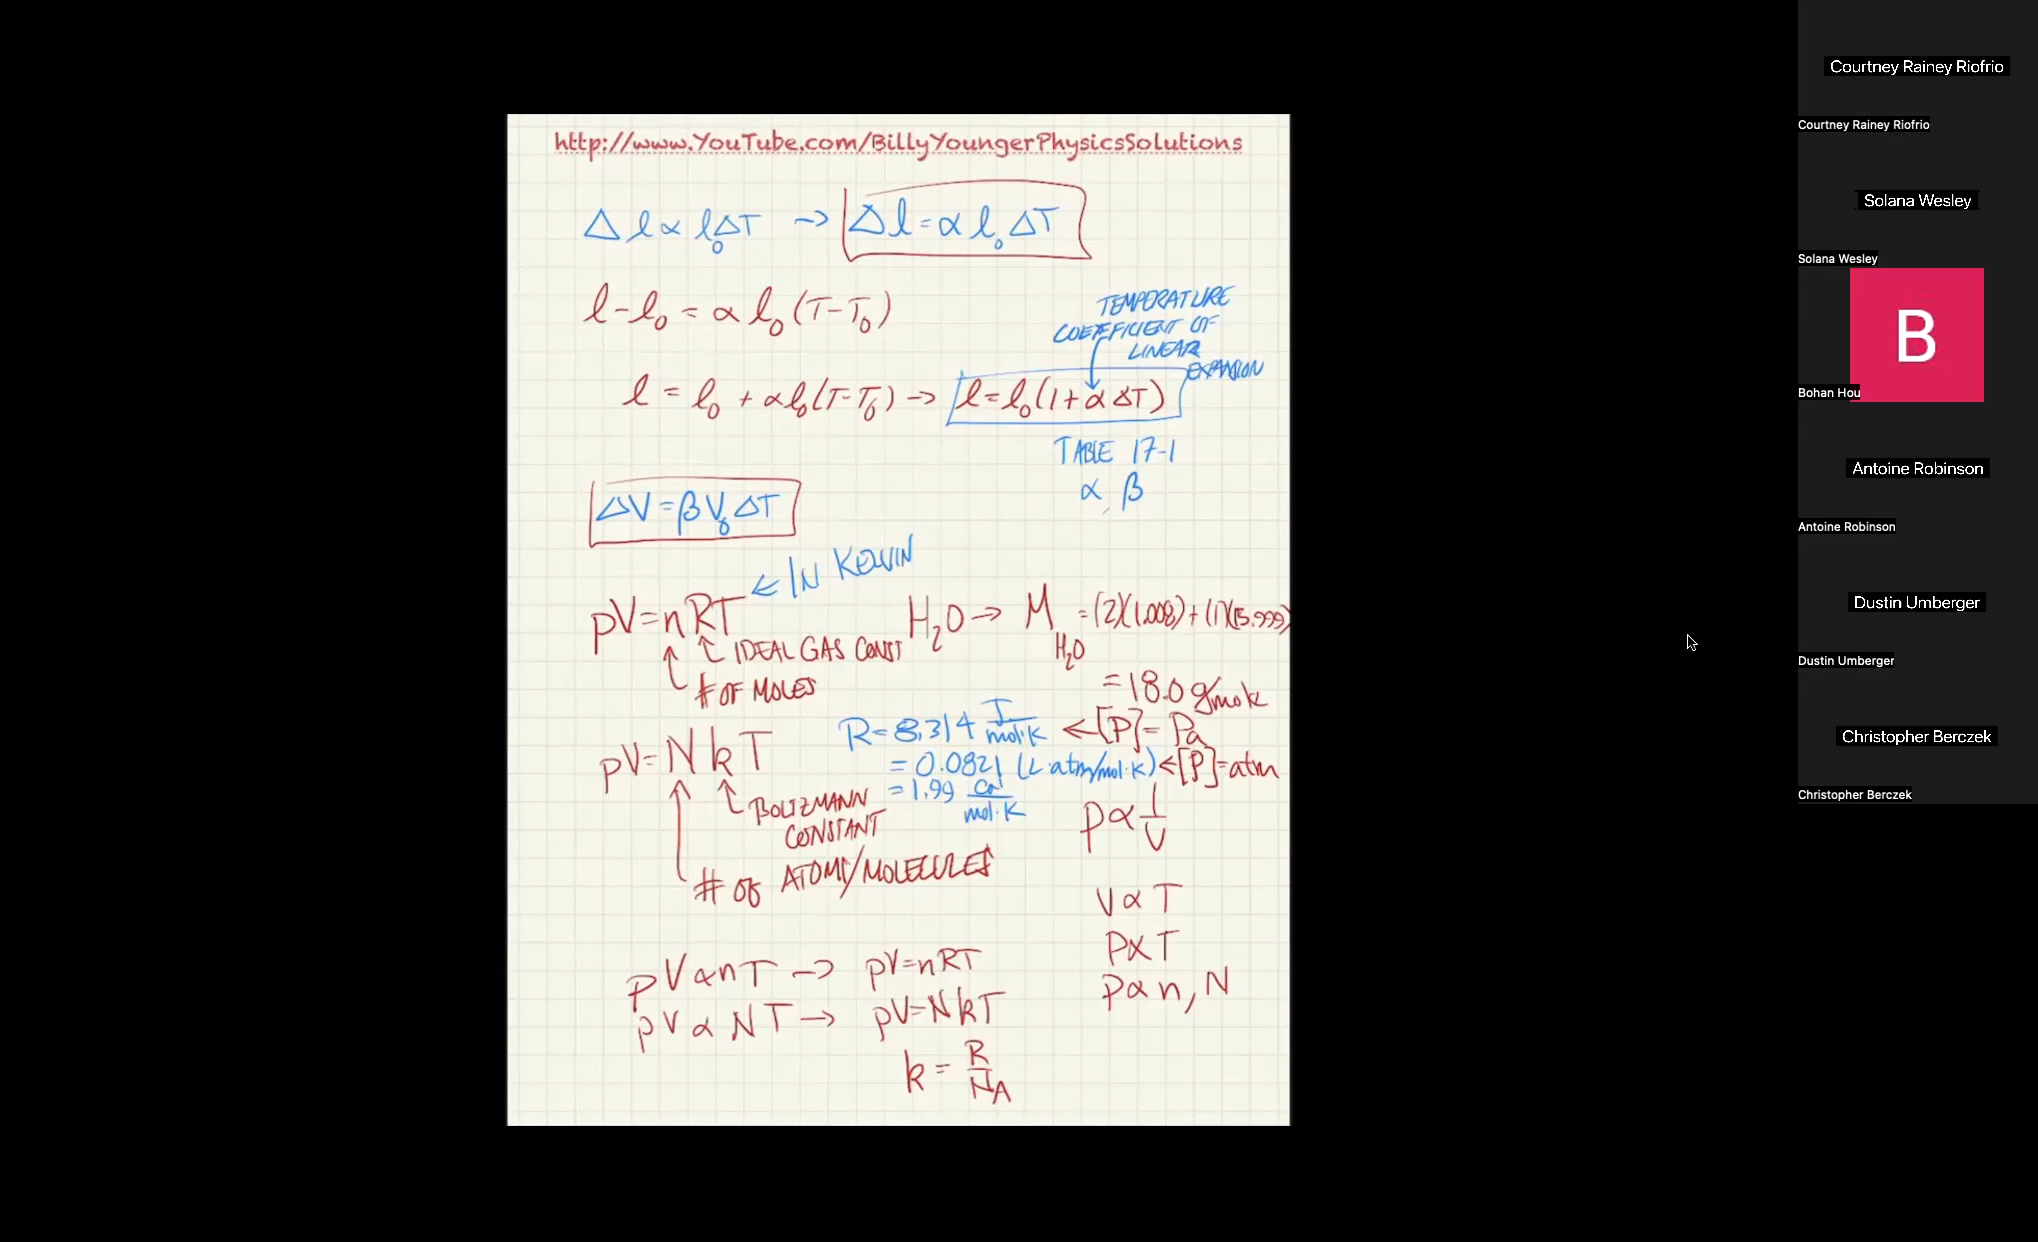 http://www.YouTube.com/BillyYoungerPhysicsSolutions
Δl ∝ l₀ΔT → Δl = α l₀ ΔT
l - l₀ = α l₀ (T - T₀)
TEMPERATURE
COEFFICIENT OF
LINEAR
EXPANSION
l = l₀ + αl₀(T - T₀) → l = l₀(1 + α ΔT)
TABLE 17-1
α β
ΔV = βV₀ΔT
← IN KELVIN
pV = nRT
IDEAL GAS CONST
# OF MOLES
H₂O → M H₂O = (2)(1.008) + (1)(15.999)
= 18.0 g/mole
pV = NkT
BOLTZMANN
CONSTANT
# OF ATOMS/MOLECULES
R = 8.314 J/mol·K ← [P] = Pa
= 0.0821 (L·atm/mol·K) ← [P] = atm
= 1.99 Cal/mol·K
p ∝ 1/V
V ∝ T
P ∝ T
p ∝ n, N
pV ∝ nT → pV = nRT
pV ∝ NT → pV = NkT
k = R/N_A
Courtney Rainey Riofrio
Courtney Rainey Riofrio
Solana Wesley
Solana Wesley
B
Bohan Hou
Antoine Robinson
Antoine Robinson
Dustin Umberger
Dustin Umberger
Christopher Berczek
Christopher Berczek